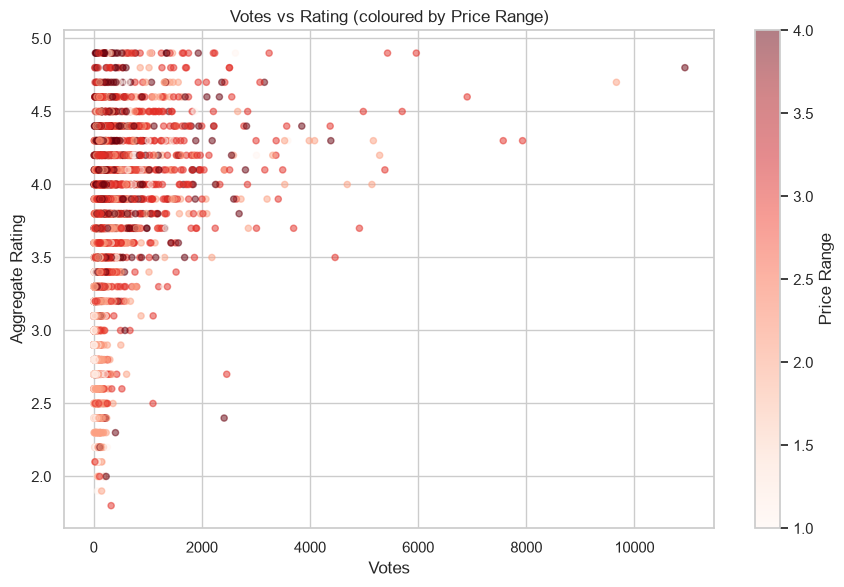 Votes vs Rating (coloured by Price Range)
Aggregate Rating
5.0
4.5
4.0
3.5
3.0
2.5
2.0
0 2000 4000 6000 8000 10000
Votes
4.0
3.5
3.0
2.5
2.0
1.5
1.0
Price Range